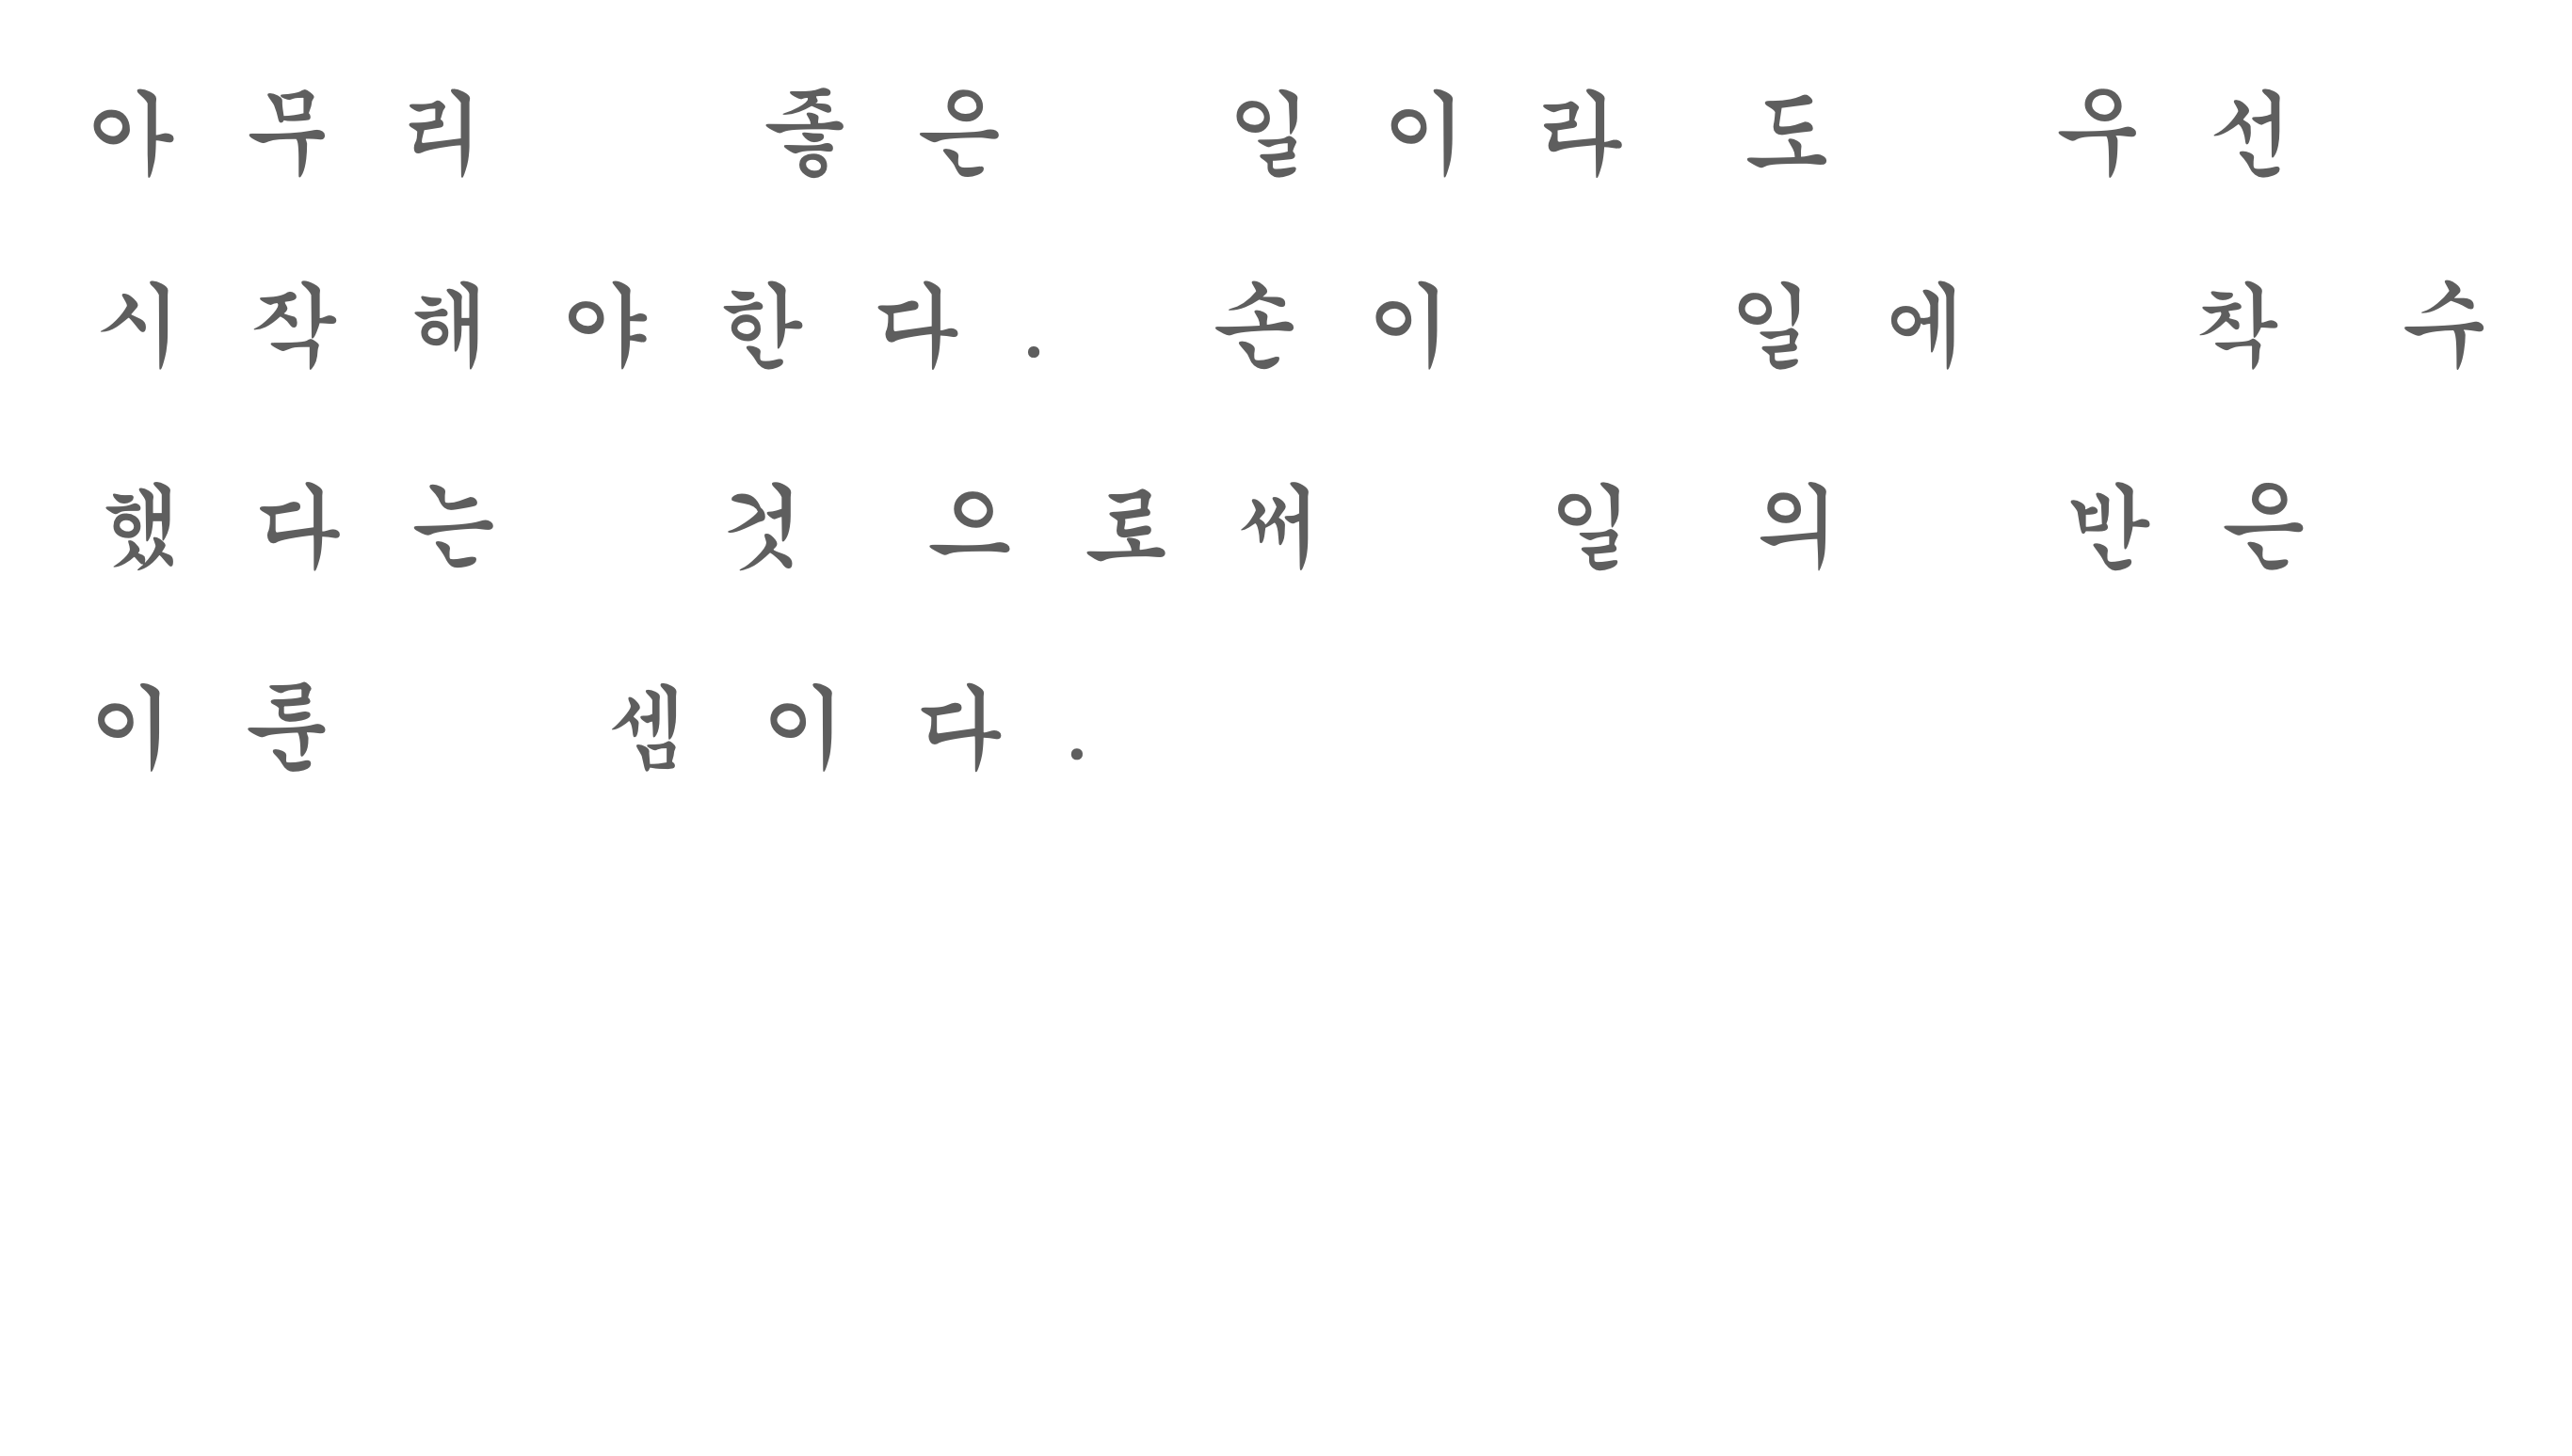 아무리 좋은 일이라도 우선
시작해야한다. 손이 일에 착수
했다는 것으로써 일의 반은
이룬 셈이다.